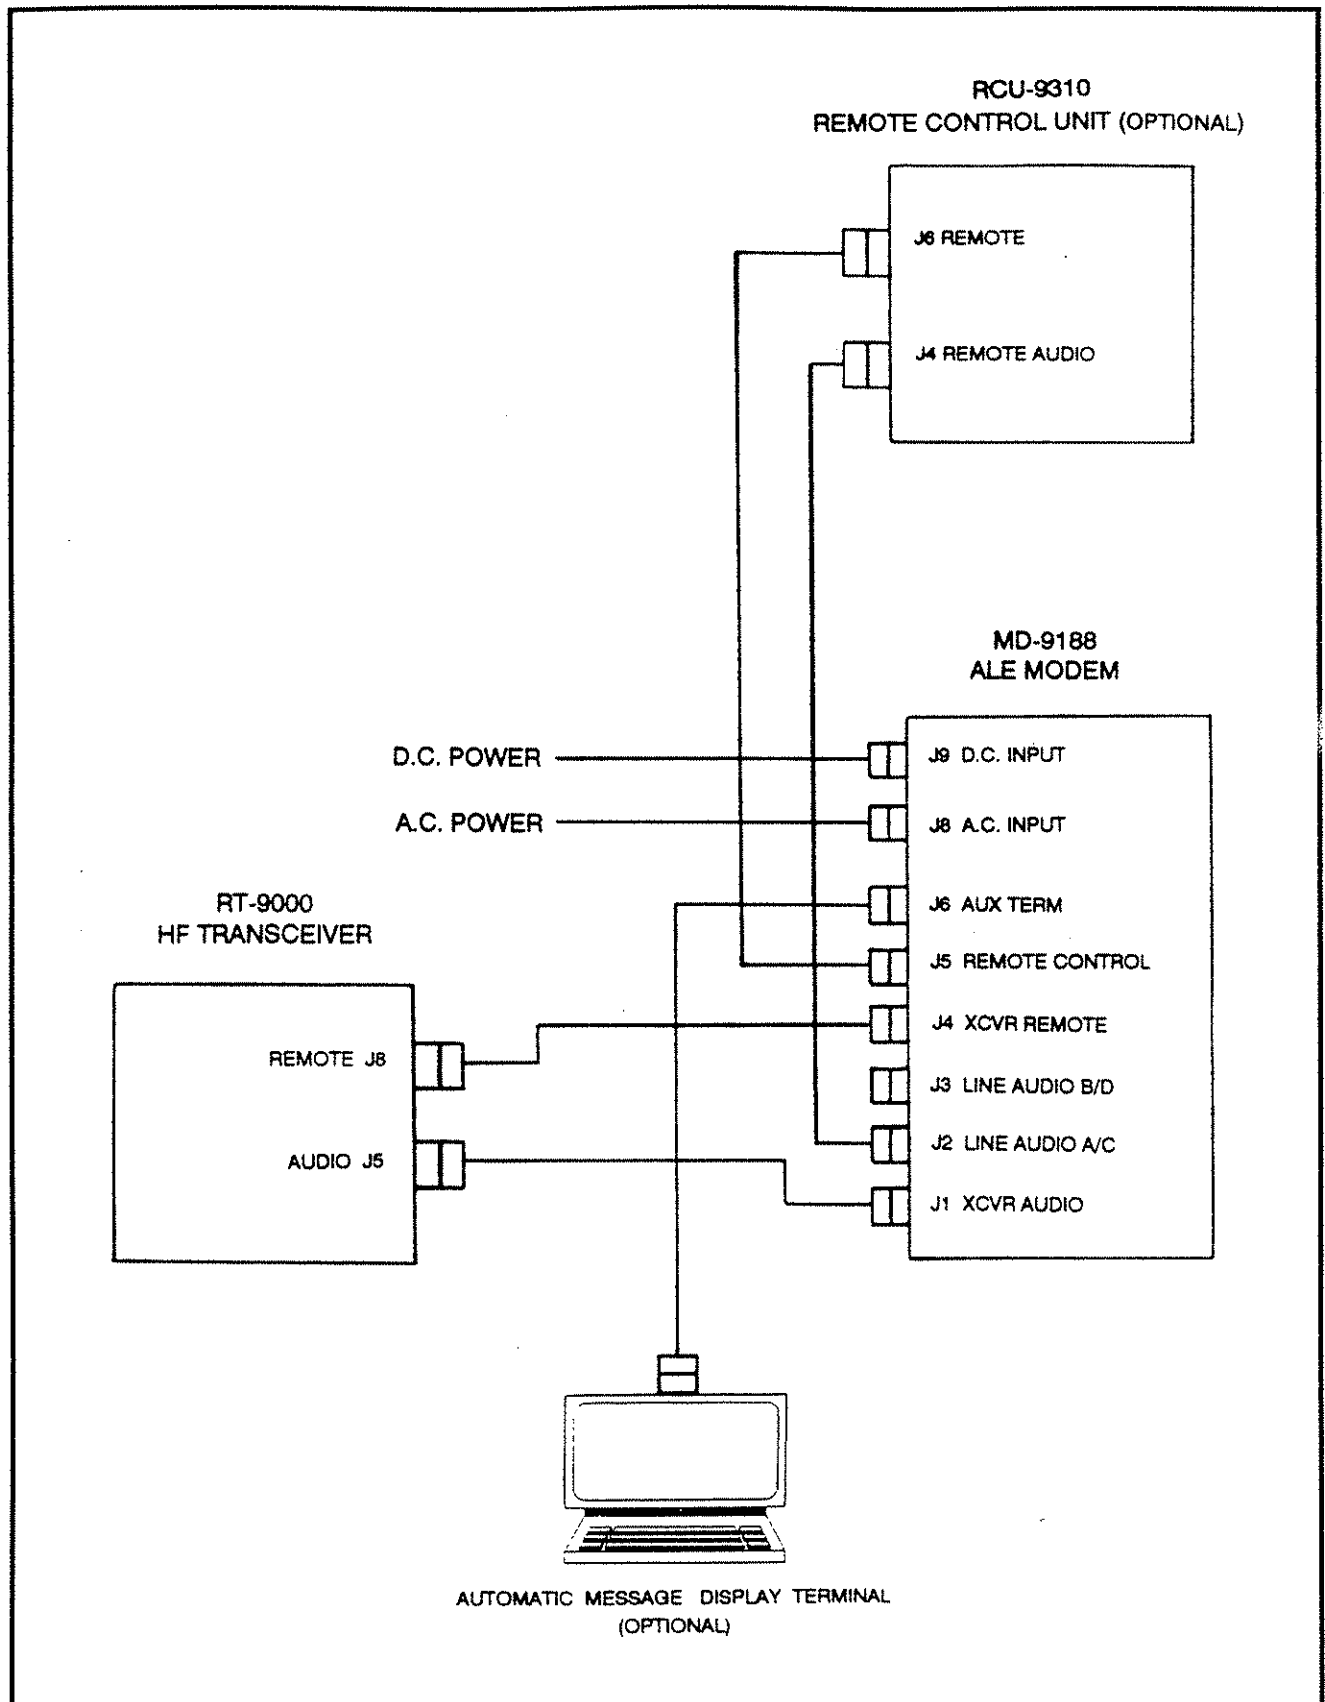 RCU-9310
REMOTE CONTROL UNIT (OPTIONAL)
J6 REMOTE
J4 REMOTE AUDIO
MD-9188
ALE MODEM
D.C. POWER
J9 D.C. INPUT
A.C. POWER
J8 A.C. INPUT
RT-9000
HF TRANSCEIVER
J6 AUX TERM
J5 REMOTE CONTROL
J4 XCVR REMOTE
REMOTE J8
J3 LINE AUDIO B/D
J2 LINE AUDIO A/C
AUDIO J5
J1 XCVR AUDIO
AUTOMATIC MESSAGE DISPLAY TERMINAL
(OPTIONAL)